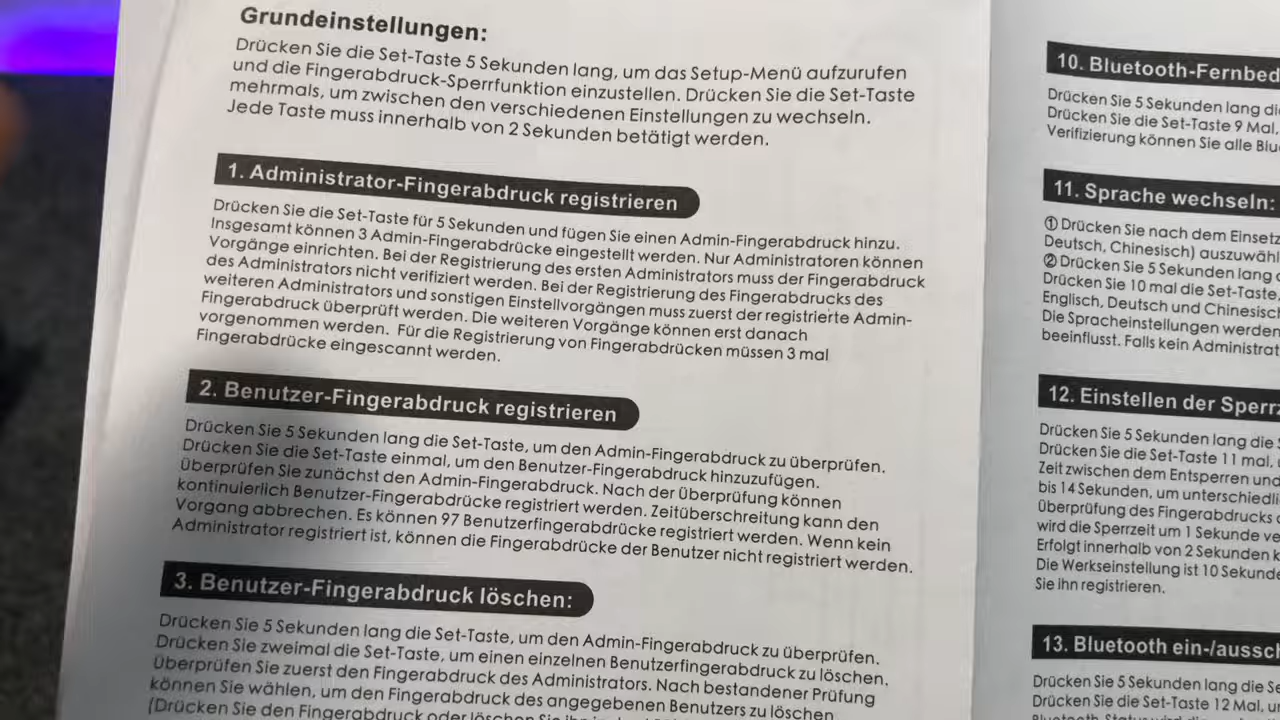 Grundeinstellungen:
Drücken Sie die Set-Taste 5 Sekunden lang, um das Setup-Menü aufzurufen
und die Fingerabdruck-Sperrfunktion einzustellen. Drücken Sie die Set-Taste
mehrmals, um zwischen den verschiedenen Einstellungen zu wechseln.
Jede Taste muss innerhalb von 2 Sekunden betätigt werden.
1. Administrator-Fingerabdruck registrieren
Drücken Sie die Set-Taste für 5 Sekunden und fügen Sie einen Admin-Fingerabdruck hinzu.
Insgesamt können 3 Admin-Fingerabdrücke eingestellt werden. Nur Administratoren können
Vorgänge einrichten. Bei der Registrierung des ersten Administrators muss der Fingerabdruck
des Administrators nicht verifiziert werden. Bei der Registrierung des Fingerabdrucks des
weiteren Administrators und sonstigen Einstellvorgängen muss zuerst der registrierte Admin-
Fingerabdruck überprüft werden. Die weiteren Vorgänge können erst danach
vorgenommen werden. Für die Registrierung von Fingerabdrücken müssen 3 mal
Fingerabdrücke eingescannt werden.
2. Benutzer-Fingerabdruck registrieren
Drücken Sie 5 Sekunden lang die Set-Taste, um den Admin-Fingerabdruck zu überprüfen.
Drücken Sie die Set-Taste einmal, um den Benutzer-Fingerabdruck hinzuzufügen.
überprüfen Sie zunächst den Admin-Fingerabdruck. Nach der Überprüfung können
kontinuierlich Benutzer-Fingerabdrücke registriert werden. Zeitüberschreitung kann den
Vorgang abbrechen. Es können 97 Benutzerfingerabdrücke registriert werden. Wenn kein
Administrator registriert ist, können die Fingerabdrücke der Benutzer nicht registriert werden.
3. Benutzer-Fingerabdruck löschen:
Drücken Sie 5 Sekunden lang die Set-Taste, um den Admin-Fingerabdruck zu überprüfen.
Drücken Sie zweimal die Set-Taste, um einen einzelnen Benutzerfingerabdruck zu löschen.
überprüfen Sie zuerst den Fingerabdruck des Administrators. Nach bestandener Prüfung
können Sie wählen, um den Fingerabdruck des angegebenen Benutzers zu löschen
(Drücken Sie den Fingerabdruck oder löschen Sie ihn
10. Bluetooth-Fernbed
Drücken Sie 5 Sekunden lang di
Drücken Sie die Set-Taste 9 Mal,
Verifizierung können Sie alle Blu
11. Sprache wechseln:
① Drücken Sie nach dem Einsetz
Deutsch, Chinesisch) auszuwähl
② Drücken Sie 5 Sekunden lang
Drücken Sie 10 mal die Set-Taste,
Englisch, Deutsch und Chinesisch
Die Spracheinstellungen werden
beeinflusst. Falls kein Administrat
12. Einstellen der Sperrz
Drücken Sie 5 Sekunden lang die
Drücken Sie die Set-Taste 11 mal,
Zeit zwischen dem Entsperren und
bis 14 Sekunden, um unterschiedli
überprüfung des Fingerabdrucks
wird die Sperrzeit um 1 Sekunde ve
Erfolgt innerhalb von 2 Sekunden k
Die Werkseinstellung ist 10 Sekunde
Sie ihn registrieren.
13. Bluetooth ein-/aussch
Drücken Sie 5 Sekunden lang die Se
Drücken Sie die Set-Taste 12 Mal, u